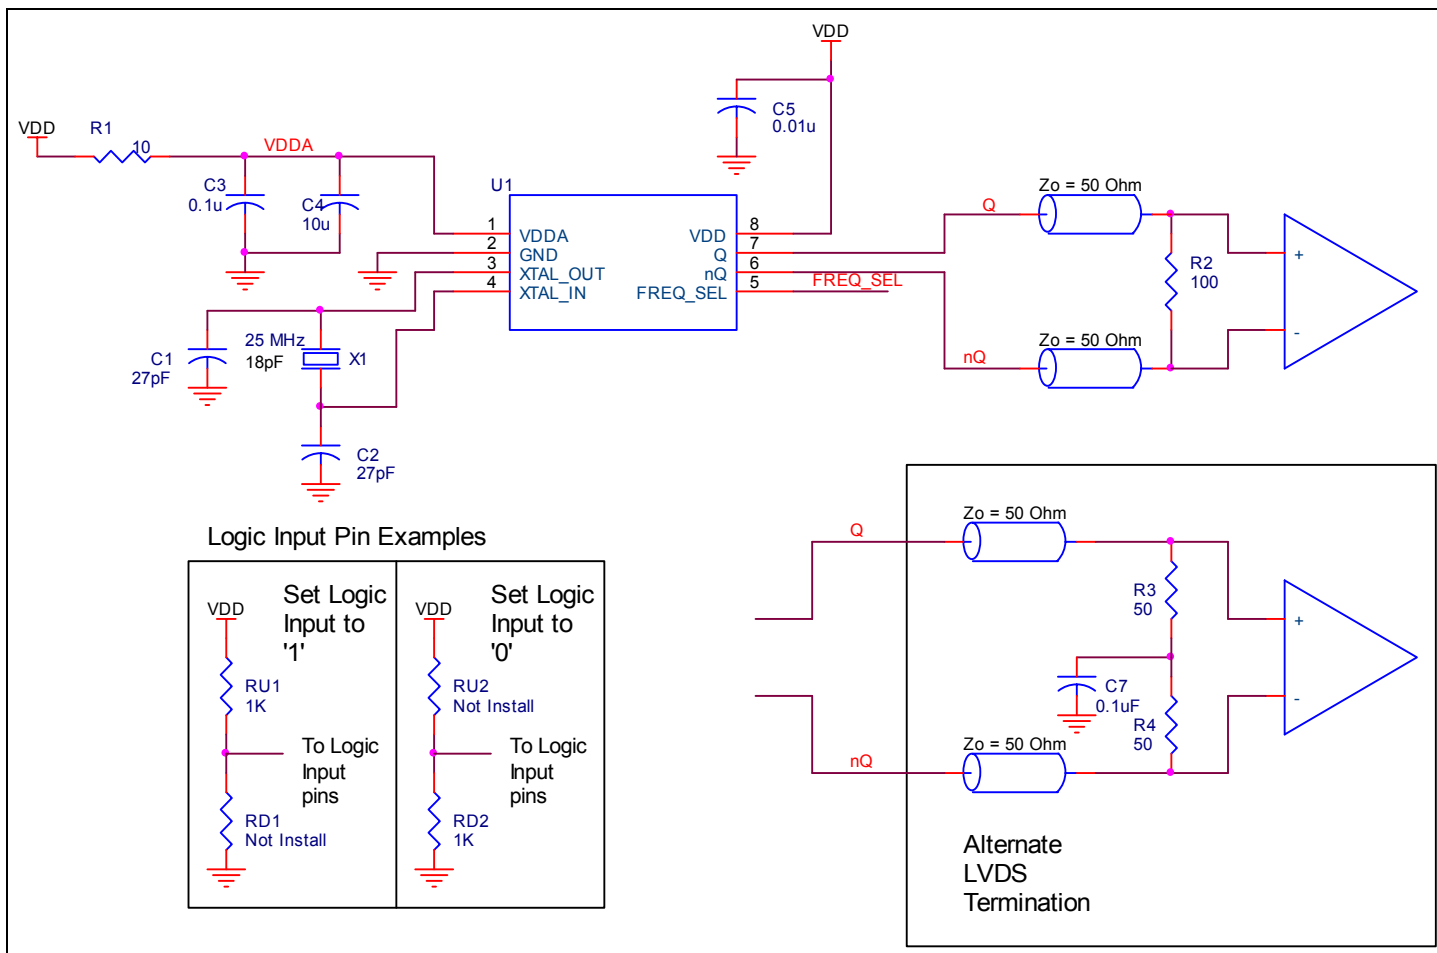 VDD
C5
0.01u
VDD
R1
10
VDDA
C3
0.1u
C4
10u
U1
1
2
3
4
VDDA
GND
XTAL_OUT
XTAL_IN
VDD
Q
nQ
FREQ_SEL
8
7
6
5
FREQ_SEL
Q
Zo = 50 Ohm
R2
100
+
-
nQ
Zo = 50 Ohm
C1
27pF
25 MHz
18pF
X1
C2
27pF
Logic Input Pin Examples
VDD
Set Logic
Input to
'1'
RU1
1K
To Logic
Input
pins
RD1
Not Install
VDD
Set Logic
Input to
'0'
RU2
Not Install
To Logic
Input
pins
RD2
1K
Q
Zo = 50 Ohm
R3
50
+
-
C7
0.1uF
R4
50
nQ
Zo = 50 Ohm
Alternate
LVDS
Termination